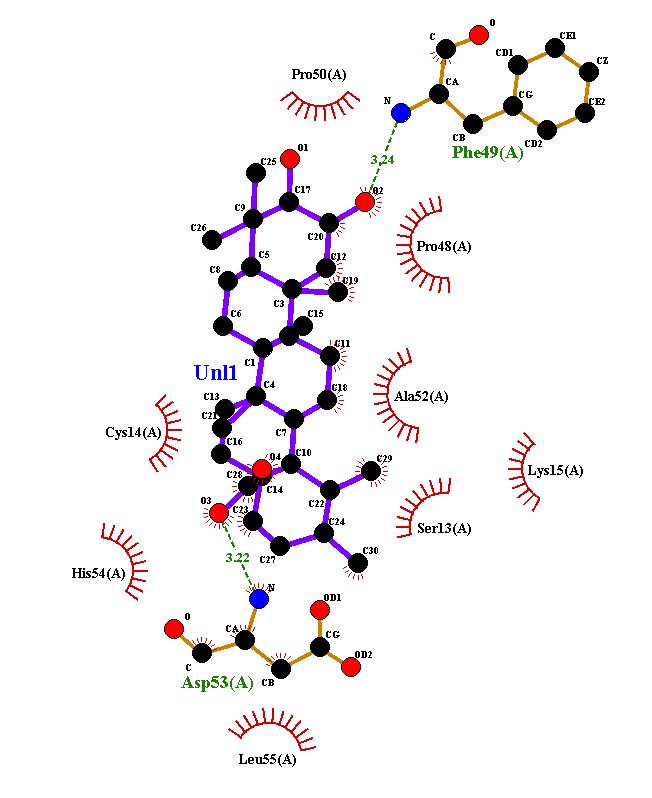 O
C
CE1
CD1
CZ
Pro50(A)
CA
N
CG
CE2
CB
CD2
Phe49(A)
3.24
O1
C25
O2
C17
C9
C20
C26
Pro48(A)
C12
C5
C8
C19
C3
C15
C6
C11
C1
Unl1
C4
C18
Ala52(A)
C13
C21
C7
Cys14(A)
C16
O4
C10
C29
Lys15(A)
C28
C14
C22
O3
C23
C24
Ser13(A)
C27
3.22
C30
His54(A)
N
OD1
O
CA
CG
C
CB
OD2
Asp53(A)
Leu55(A)